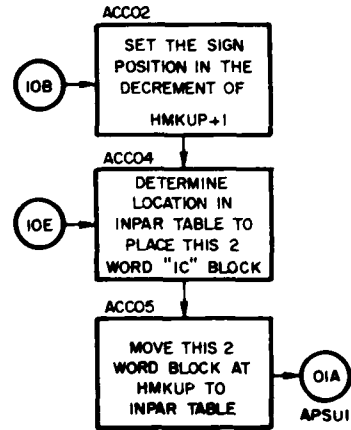 ACC02
SET THE SIGN
POSITION IN THE
DECREMENT OF
HMKUP+1
10B
ACC04
DETERMINE
LOCATION IN
INPAR TABLE TO
PLACE THIS 2
WORD "IC" BLOCK
10E
ACC05
MOVE THIS 2
WORD BLOCK AT
HMKUP TO
INPAR TABLE
01A
APSU1